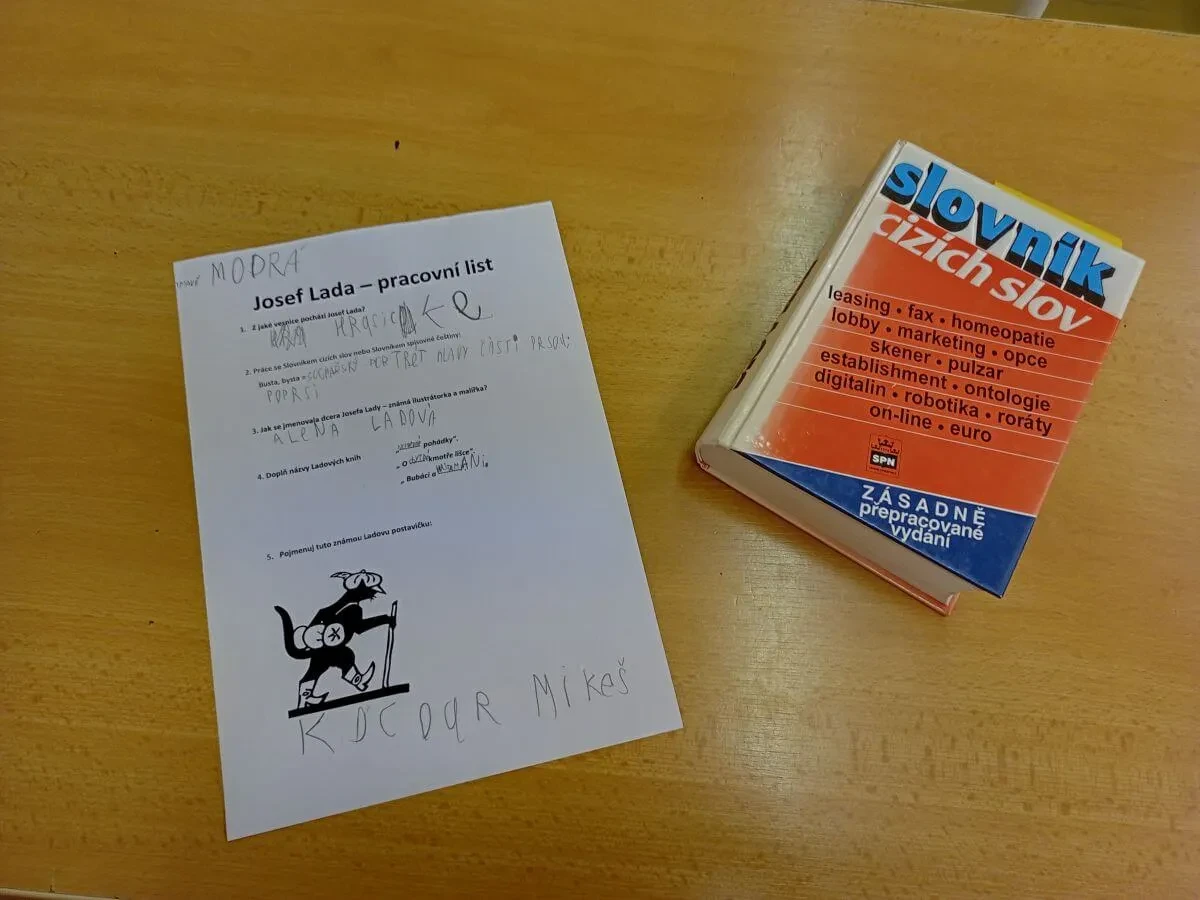 MODRÁ
Josef Lada – pracovní list
1. Z jaké vesnice pochází Josef Lada?
2. Práce se Slovníkem cizích slov nebo Slovníkem spisovné češtiny:
Busta, bysta = SOCHAŘSKÝ PORTRÉT HLAVY ČÁSTI PRSOU;
POPRSÍ
3. Jak se jmenovala dcera Josefa Lady – známá ilustrátorka a malířka?
ALENA LADOVÁ
4. Doplň názvy Ladových knih
„ pohádky“.
„ O chytré kmotře lišce“.
„ Bubáci a
5. Pojmenuj tuto známou Ladovu postavičku:
KOCOUR MIKEŠ
slovník
cizích slov
leasing • fax • homeopatie
lobby • marketing • opce
skener • pulzar
establishment • ontologie
digitalin • robotika • roráty
on-line • euro
SPN
ZÁSADNĚ
přepracované
vydání